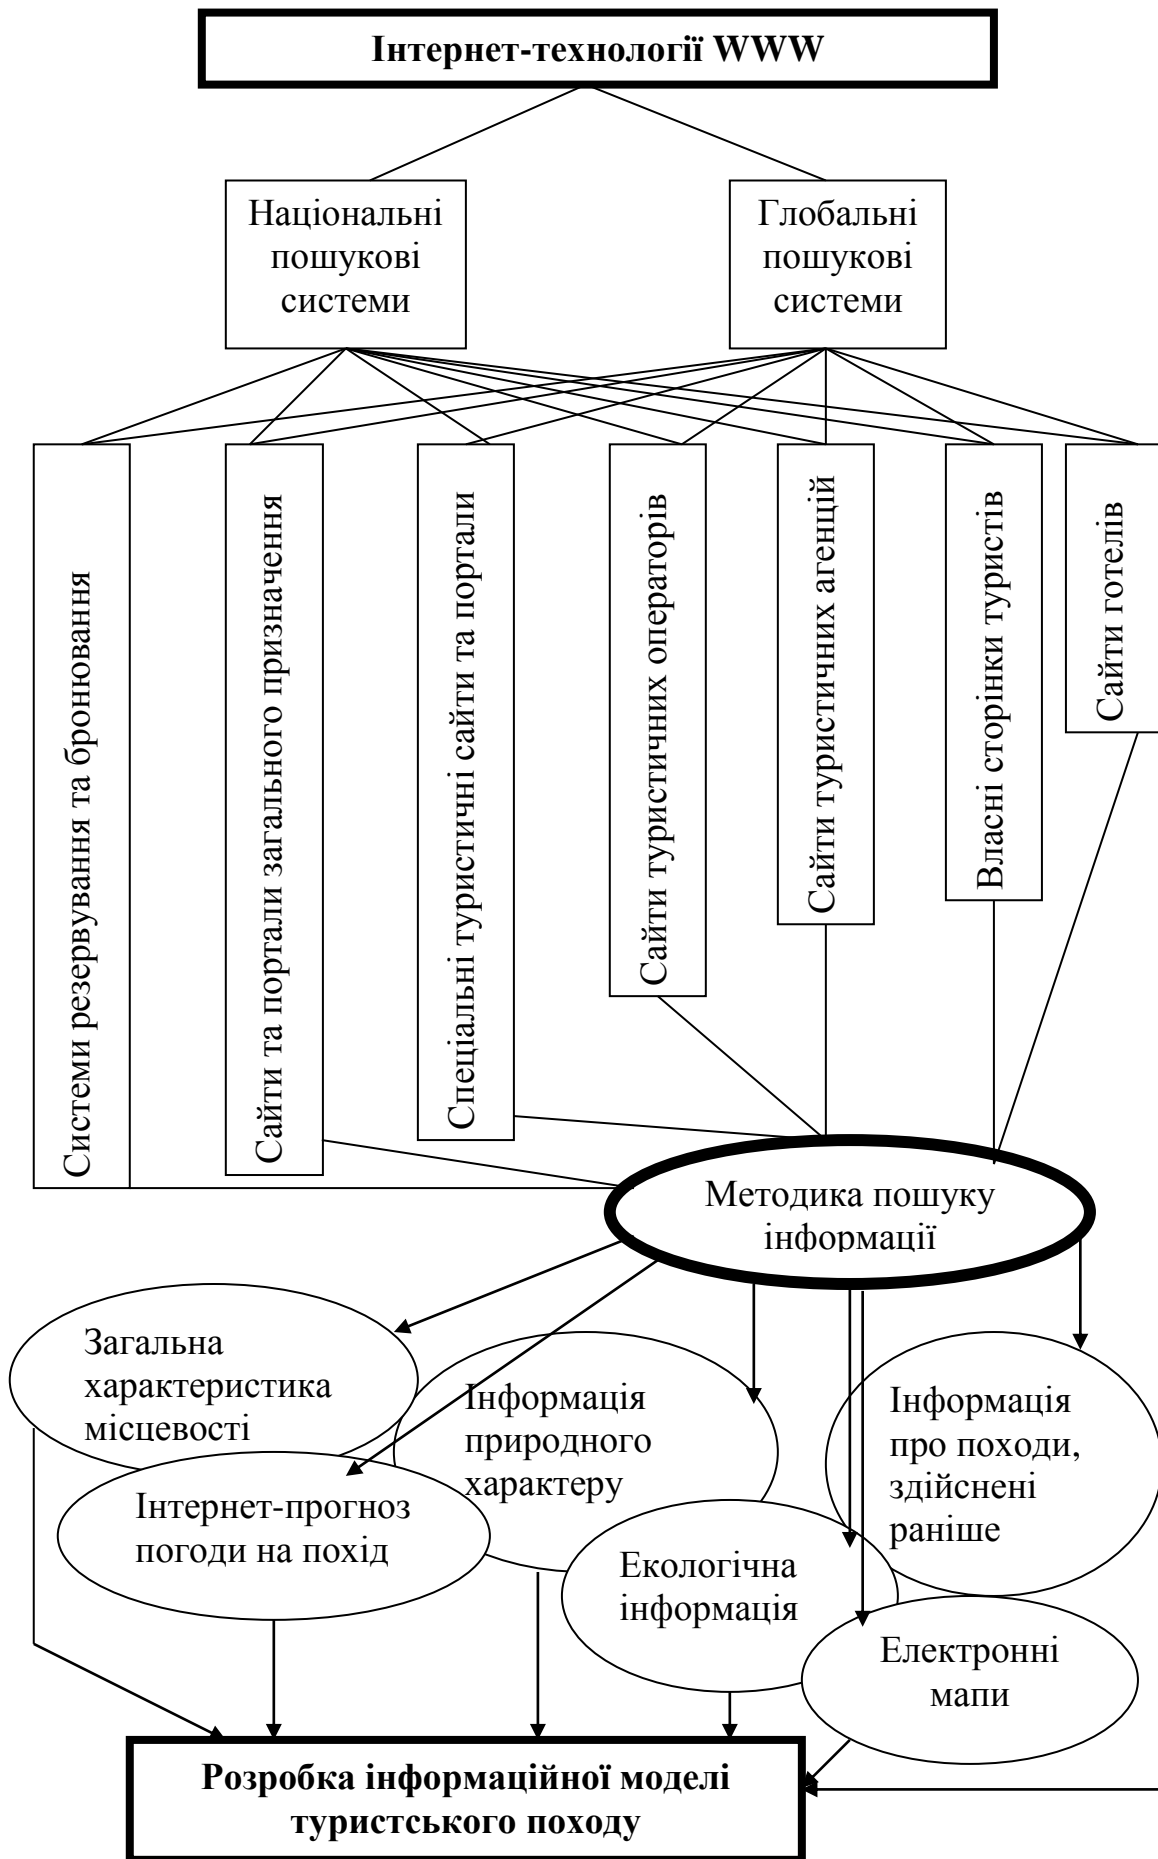 Інтернет-технології WWW
Національні
пошукові
системи
Глобальні
пошукові
системи
Системи резервування та бронювання
Сайти та портали загального призначення
Спеціальні туристичні сайти та портали
Сайти туристичних операторів
Сайти туристичних агенцій
Власні сторінки туристів
Сайти готелів
Методика пошуку
інформації
Загальна
характеристика
місцевості
Інформація
природного
характеру
Інформація
про походи,
здійснені
раніше
Інтернет-прогноз
погоди на похід
Екологічна
інформація
Електронні
мапи
Розробка інформаційної моделі
туристського походу